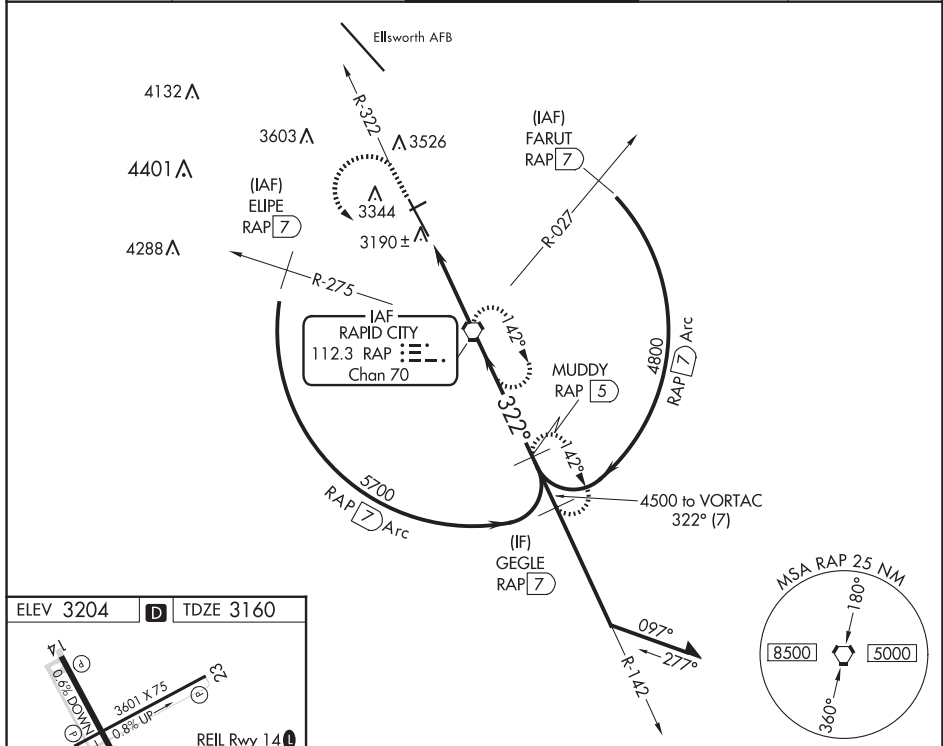 Ellsworth AFB
4132
R-322
3603
3526
(IAF)
FARUT
RAP 7
4401
(IAF)
ELIPE
RAP 7
3344
3190 ±
4288
R-027
R-275
IAF
RAPID CITY
112.3 RAP
Chan 70
142°
4800
RAP 7 Arc
MUDDY
RAP 5
322°
142°
5700
RAP 7 Arc
4500 to VORTAC
322° (7)
(IF)
GEGLE
RAP 7
MSA RAP 25 NM
180°
8500
5000
360°
097°
277°
R-142
ELEV 3204 D TDZE 3160
14
P
0.6% DOWN
3601 X 75
0.8% UP
23
P
P
REIL Rwy 14 L